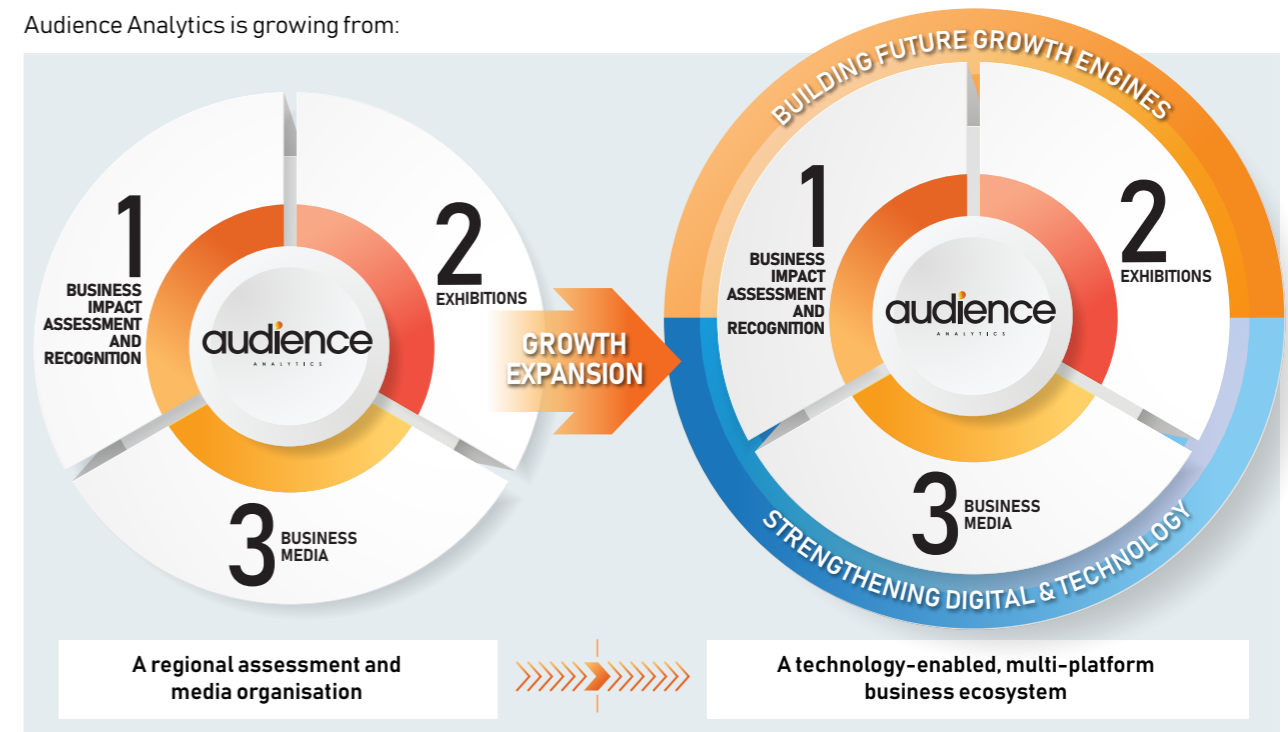 Audience Analytics is growing from:
1
BUSINESS
IMPACT
ASSESSMENT
AND
RECOGNITION
2
EXHIBITIONS
3
BUSINESS
MEDIA
audience
ANALYTICS
GROWTH
EXPANSION
BUILDING FUTURE GROWTH ENGINES
1
BUSINESS
IMPACT
ASSESSMENT
AND
RECOGNITION
2
EXHIBITIONS
3
BUSINESS
MEDIA
audience
ANALYTICS
STRENGTHENING DIGITAL & TECHNOLOGY
A regional assessment and
media organisation
A technology-enabled, multi-platform
business ecosystem